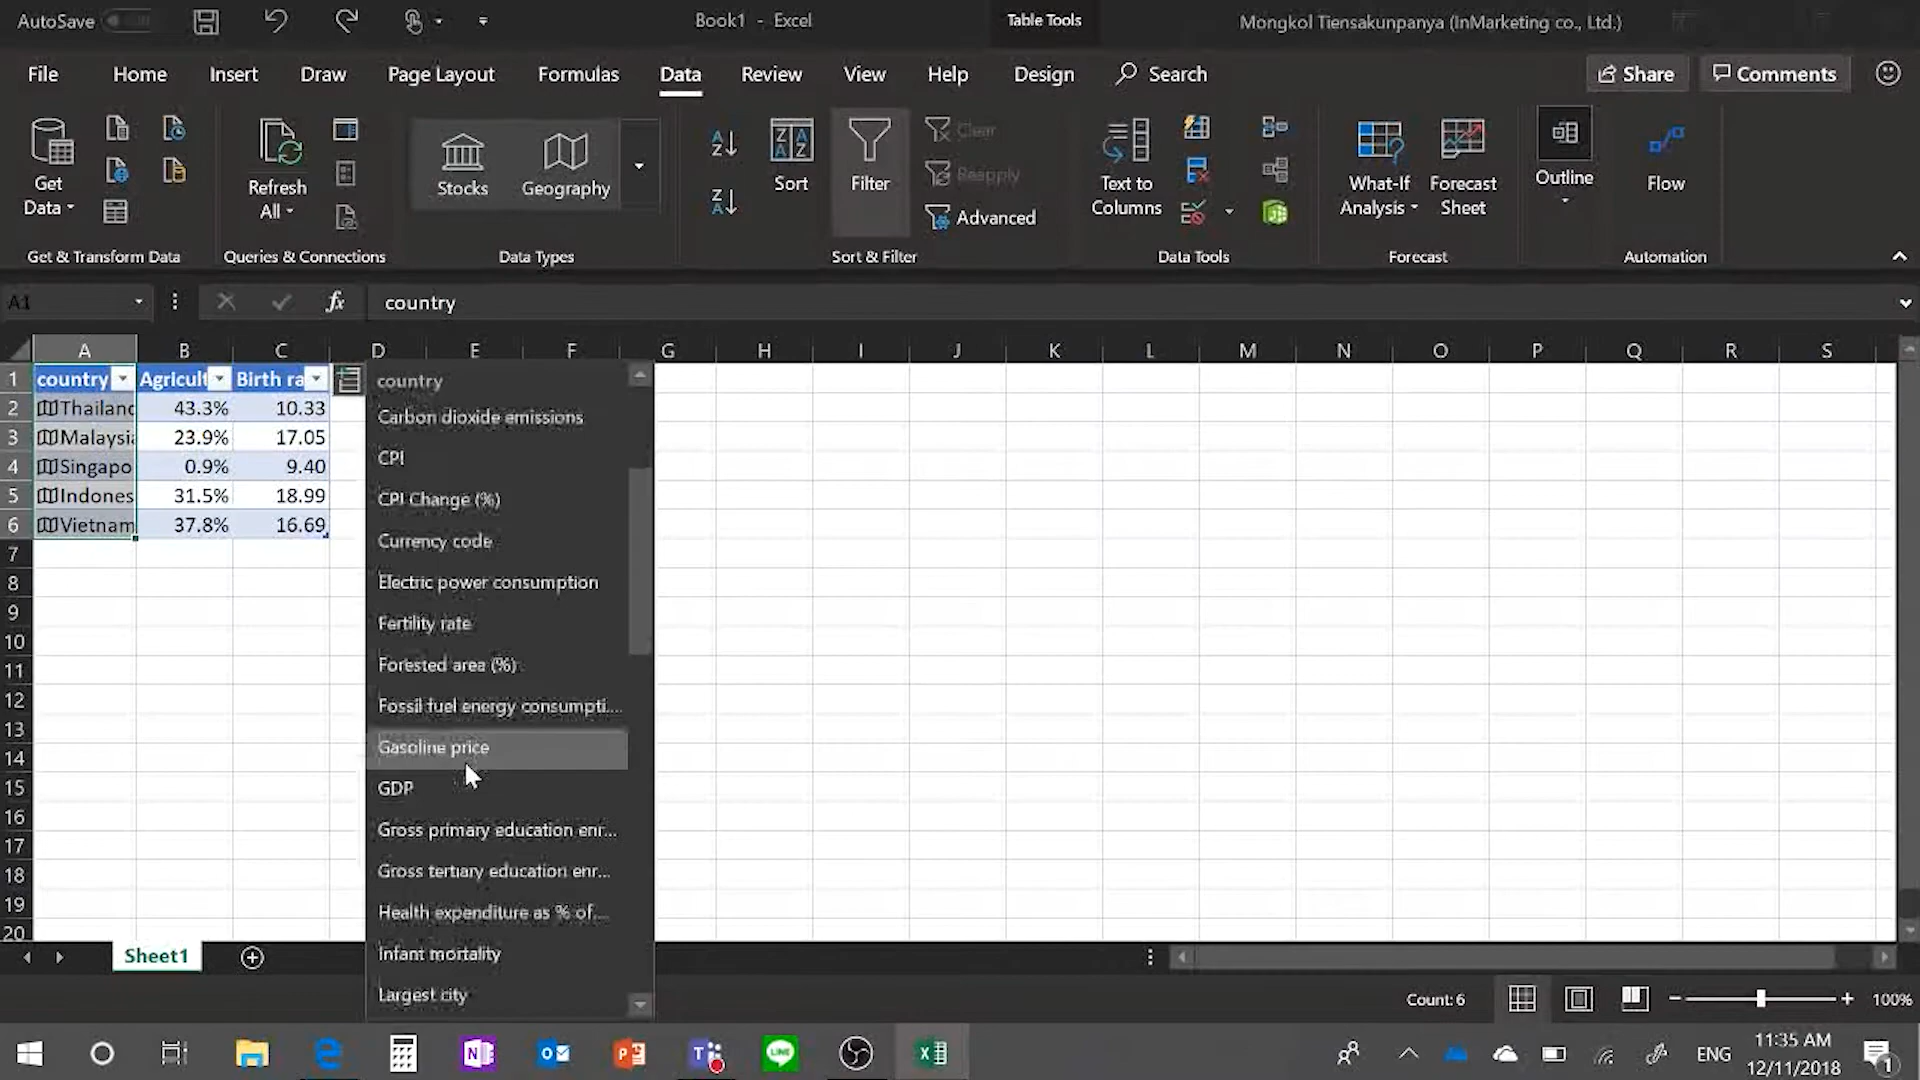 AutoSave
Book1 - Excel
Table Tools
Mongkol Tiensakunpanya (InMarketing co., Ltd.)
File Home Insert Draw Page Layout Formulas Data Review View Help Design Search Share Comments
Get Data
Refresh All
Stocks
Geography
Sort
Filter
Clear
Reapply
Advanced
Text to Columns
What-If Analysis
Forecast Sheet
Outline
Flow
Get & Transform Data
Queries & Connections
Data Types
Sort & Filter
Data Tools
Forecast
Automation
A1
fx
country
A B C D E F G H I J K L M N O P Q R S
1 country Agricult Birth ra
2 Thailand 43.3% 10.33
3 Malaysia 23.9% 17.05
4 Singapo 0.9% 9.40
5 Indones 31.5% 18.99
6 Vietnam 37.8% 16.69
7
8
9
10
11
12
13
14
15
16
17
18
19
20
country
Carbon dioxide emissions
CPI
CPI Change (%)
Currency code
Electric power consumption
Fertility rate
Forested area (%)
Fossil fuel energy consumpti...
Gasoline price
GDP
Gross primary education enr...
Gross tertiary education enr...
Health expenditure as % of...
Infant mortality
Largest city
Sheet1
Count: 6
100%
ENG
11:35 AM
12/11/2018
1